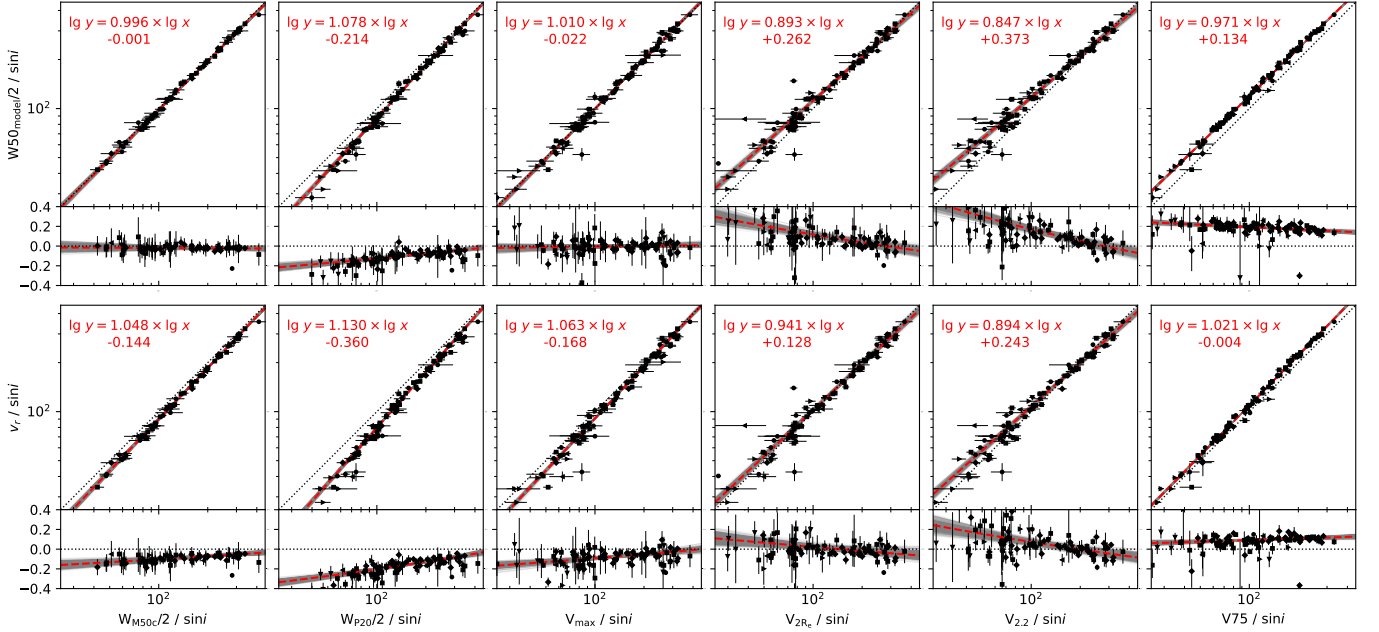 lg y = 0.996 × lg x
-0.001
lg y = 1.078 × lg x
-0.214
lg y = 1.010 × lg x
-0.022
lg y = 0.893 × lg x
+0.262
lg y = 0.847 × lg x
+0.373
lg y = 0.971 × lg x
+0.134
W50model/2 / sini
10²
0.4
0.2
0.0
−0.2
−0.4
lg y = 1.048 × lg x
-0.144
lg y = 1.130 × lg x
-0.360
lg y = 1.063 × lg x
-0.168
lg y = 0.941 × lg x
+0.128
lg y = 0.894 × lg x
+0.243
lg y = 1.021 × lg x
-0.004
vr / sini
10²
0.4
0.2
0.0
−0.2
−0.4
10² 10² 10² 10² 10² 10²
WM50c/2 / sini WP20/2 / sini Vmax / sini V2Re / sini V2.2 / sini V75 / sini